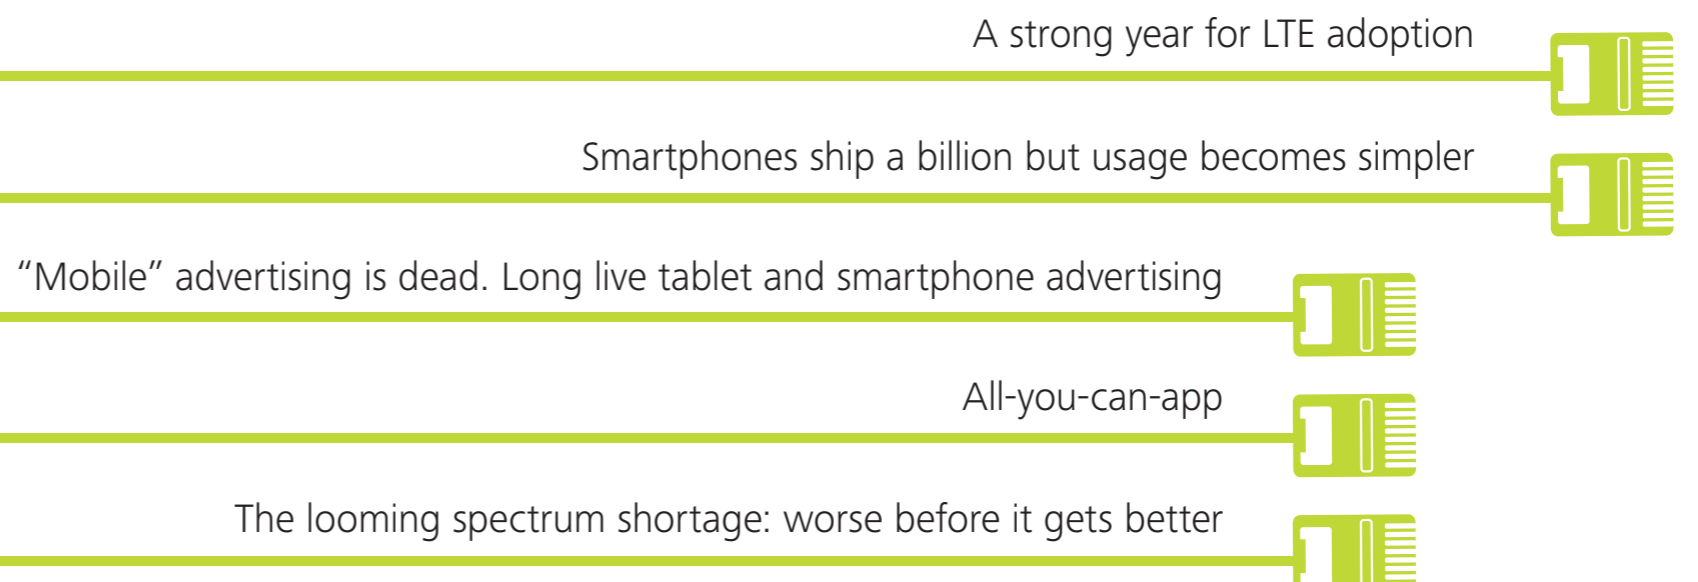 A strong year for LTE adoption
Smartphones ship a billion but usage becomes simpler
“Mobile” advertising is dead. Long live tablet and smartphone advertising
All-you-can-app
The looming spectrum shortage: worse before it gets better